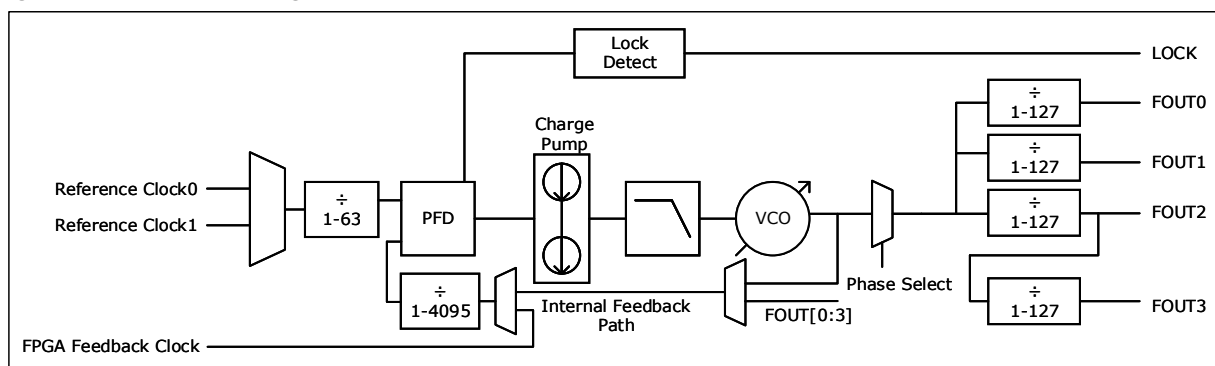 Lock
Detect
LOCK
÷
1-127
FOUT0
Charge
Pump
÷
1-127
FOUT1
Reference Clock0
Reference Clock1
÷
1-63
PFD
VCO
÷
1-127
FOUT2
Phase Select
÷
1-4095
Internal Feedback
Path
FOUT[0:3]
÷
1-127
FOUT3
FPGA Feedback Clock